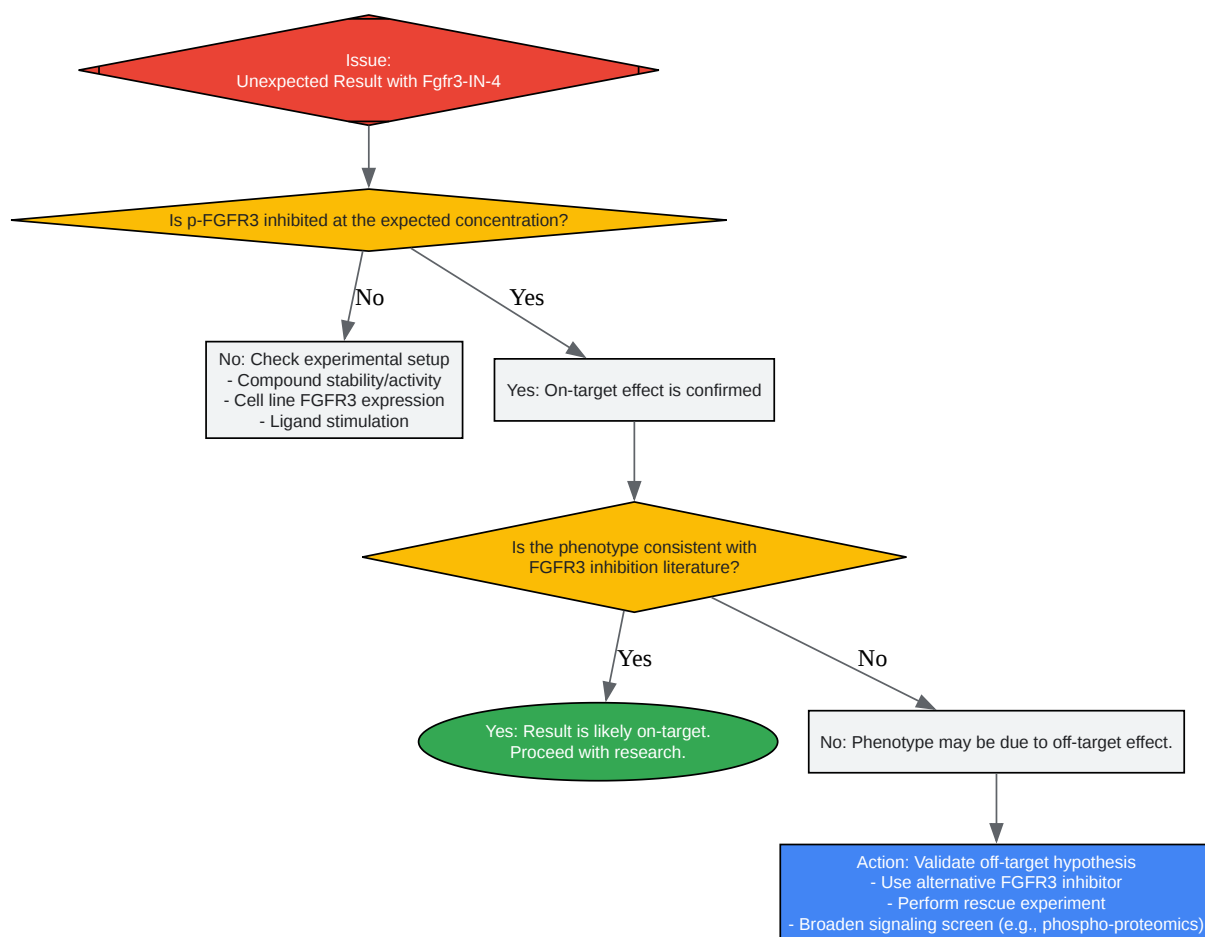 Issue:
Unexpected Result with Fgfr3-IN-4
Is p-FGFR3 inhibited at the expected concentration?
No
Yes
No: Check experimental setup
- Compound stability/activity
- Cell line FGFR3 expression
- Ligand stimulation
Yes: On-target effect is confirmed
Is the phenotype consistent with
FGFR3 inhibition literature?
Yes
No
Yes: Result is likely on-target.
Proceed with research.
No: Phenotype may be due to off-target effect.
Action: Validate off-target hypothesis
- Use alternative FGFR3 inhibitor
- Perform rescue experiment
- Broaden signaling screen (e.g., phospho-proteomics)